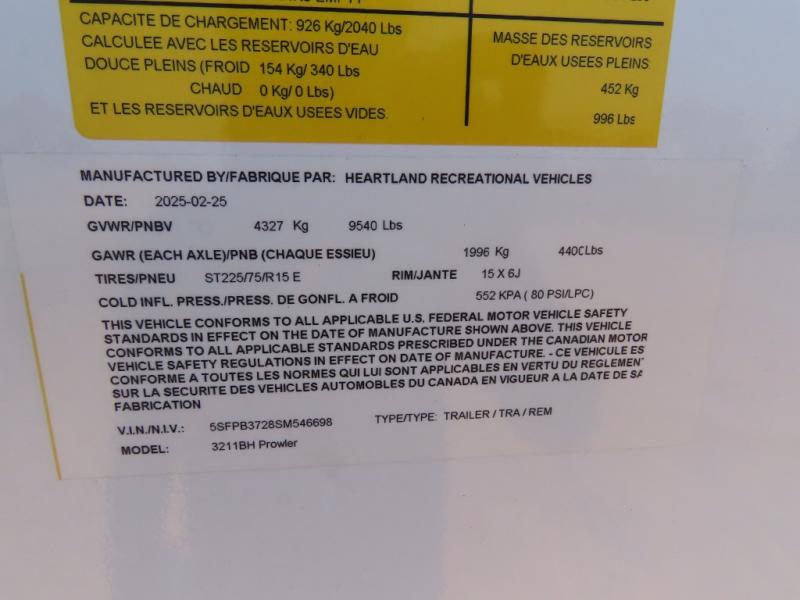 CAPACITE DE CHARGEMENT: 926 Kg/2040 Lbs
CALCULEE AVEC LES RESERVOIRS D'EAU
DOUCE PLEINS (FROID 154 Kg/ 340 Lbs
CHAUD 0 Kg/ 0 Lbs)
ET LES RESERVOIRS D'EAUX USEES VIDES.
MASSE DES RESERVOIRS
D'EAUX USEES PLEINS
452 Kg
996 Lbs
MANUFACTURED BY/FABRIQUE PAR: HEARTLAND RECREATIONAL VEHICLES
DATE: 2025-02-25
GVWR/PNBV 4327 Kg 9540 Lbs
GAWR (EACH AXLE)/PNB (CHAQUE ESSIEU) 1996 Kg 4400Lbs
TIRES/PNEU ST225/75/R15 E RIM/JANTE 15 X 6J
COLD INFL. PRESS./PRESS. DE GONFL. A FROID 552 KPA ( 80 PSI/LPC)
THIS VEHICLE CONFORMS TO ALL APPLICABLE U.S. FEDERAL MOTOR VEHICLE SAFETY
STANDARDS IN EFFECT ON THE DATE OF MANUFACTURE SHOWN ABOVE. THIS VEHICLE
CONFORMS TO ALL APPLICABLE STANDARDS PRESCRIBED UNDER THE CANADIAN MOTOR
VEHICLE SAFETY REGULATIONS IN EFFECT ON DATE OF MANUFACTURE. - CE VEHICULE ES
CONFORME A TOUTES LES NORMES QUI LUI SONT APPLICABLES EN VERTU DU REGLEMEN
SUR LA SECURITE DES VEHICLES AUTOMOBILES DU CANADA EN VIGUEUR A LA DATE DE SA
FABRICATION
V.I.N./N.I.V.: 5SFPB3728SM546698 TYPE/TYPE: TRAILER / TRA / REM
MODEL: 3211BH Prowler